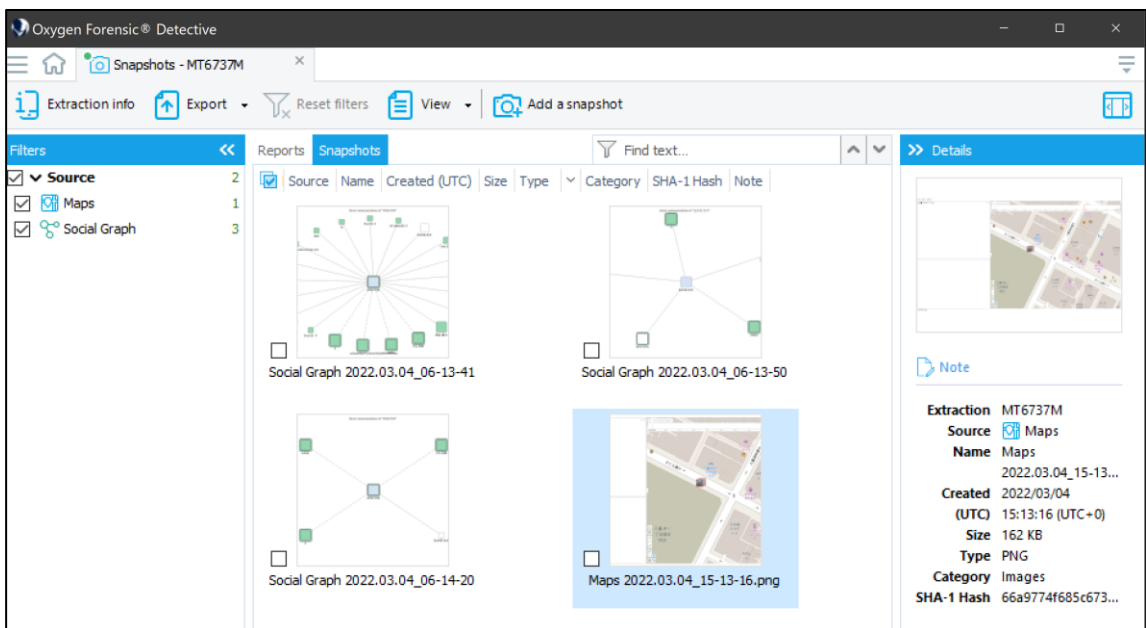 Oxygen Forensic® Detective
Snapshots - MT6737M
Extraction info Export Reset filters View Add a snapshot
Filters
Source 2
Maps 1
Social Graph 3
Reports Snapshots Find text...
Source Name Created (UTC) Size Type Category SHA-1 Hash Note
Social Graph 2022.03.04_06-13-41
Social Graph 2022.03.04_06-13-50
Social Graph 2022.03.04_06-14-20
Maps 2022.03.04_15-13-16.png
Details
Note
Extraction MT6737M
Source Maps
Name Maps
2022.03.04_15-13...
Created 2022/03/04
(UTC) 15:13:16 (UTC+0)
Size 162 KB
Type PNG
Category Images
SHA-1 Hash 66a9774f685c673...